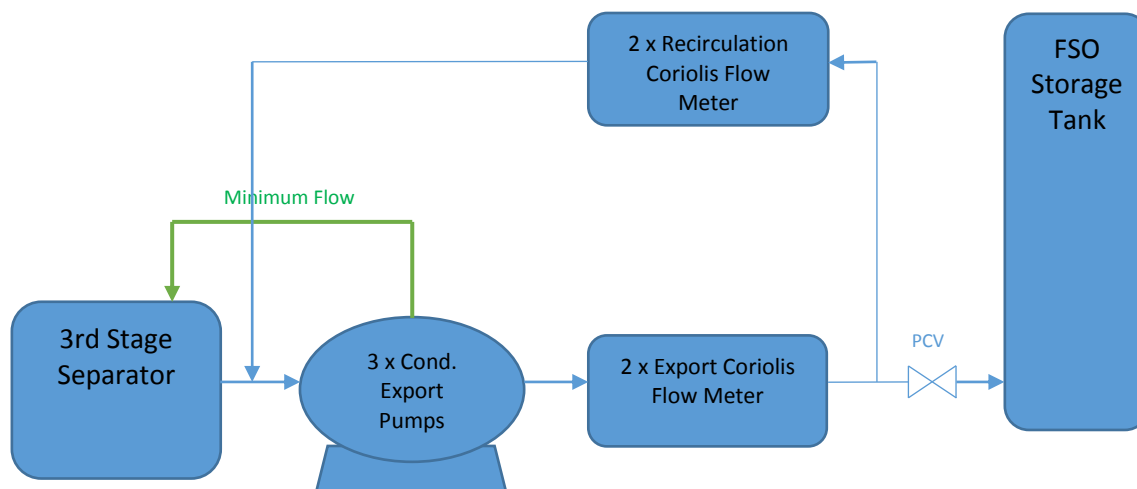 2 x Recirculation
Coriolis Flow
Meter
FSO
Storage
Tank
Minimum Flow
3rd Stage
Separator
3 x Cond.
Export
Pumps
2 x Export Coriolis
Flow Meter
PCV